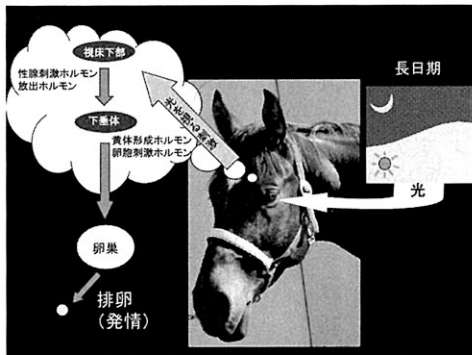 視床下部
性腺刺激ホルモン
放出ホルモン
下垂体
黄体形成ホルモン
卵胞刺激ホルモン
卵巣
排卵
（発情）
長日期
光